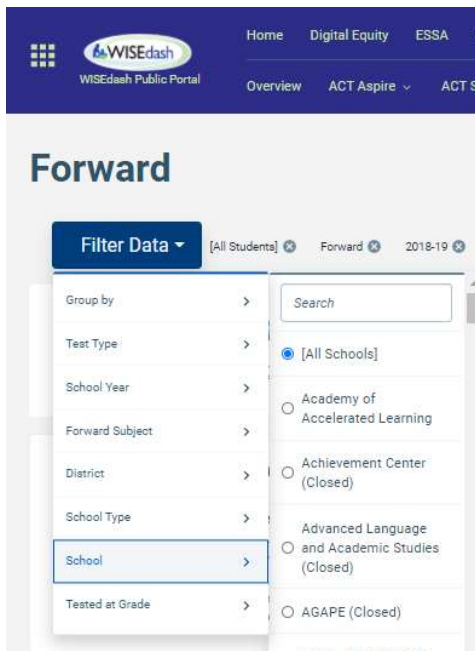 WISEdash
WISEdash Public Portal
Home Digital Equity ESSA
Overview ACT Aspire ACT S
Forward
Filter Data
[All Students] Forward 2018-19
Group by
Test Type
School Year
Forward Subject
District
School Type
School
Tested at Grade
Search
[All Schools]
Academy of
Accelerated Learning
Achievement Center
(Closed)
Advanced Language
and Academic Studies
(Closed)
AGAPE (Closed)